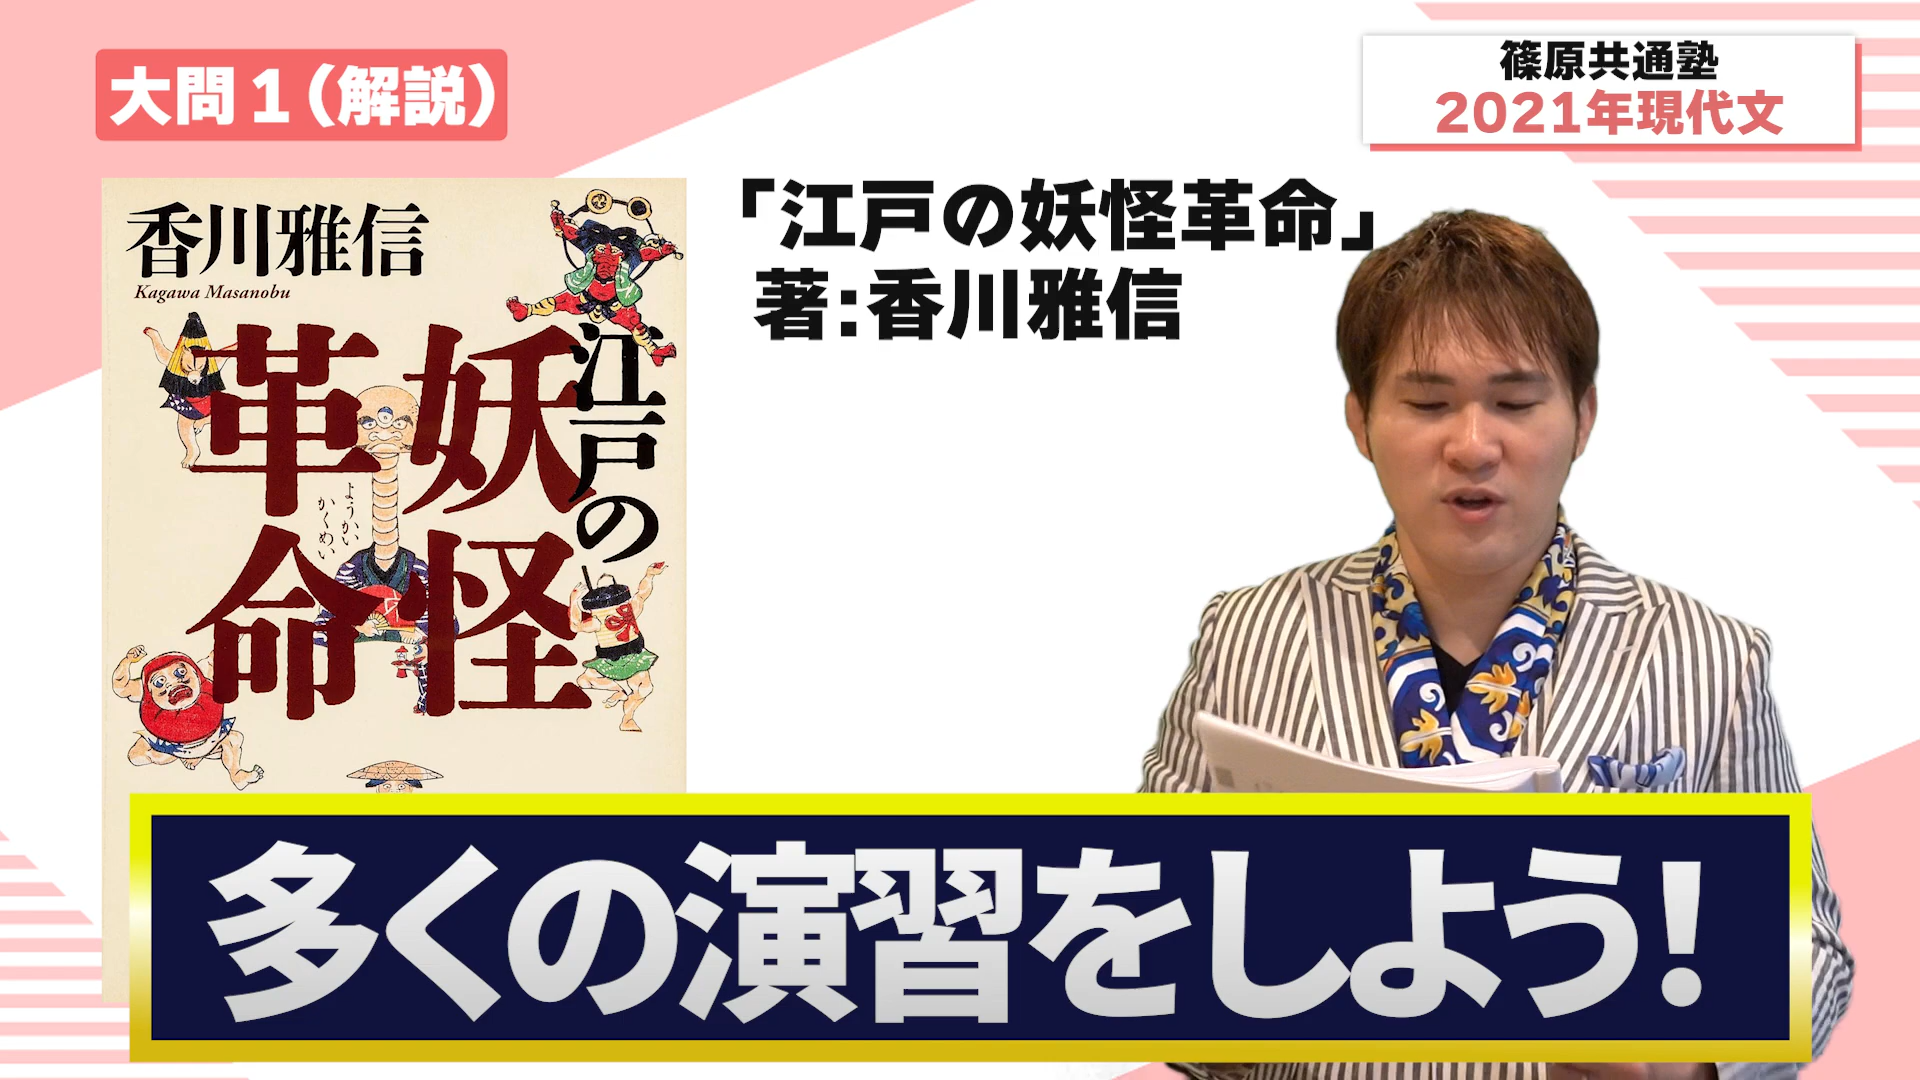 大問1（解説）
篠原共通塾
2021年現代文
「江戸の妖怪革命」
著：香川雅信
香川雅信
Kagawa Masanobu
江戸の
妖怪
革命
ようかい
かくめい
多くの演習をしよう！